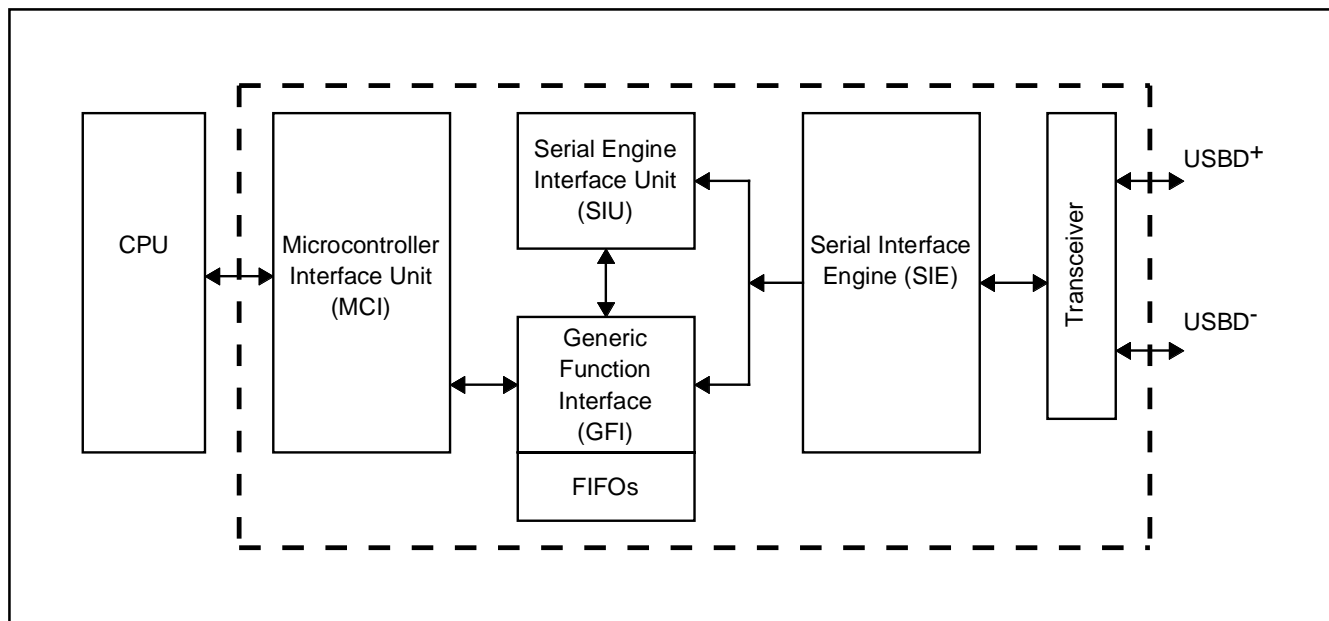 CPU
Microcontroller
Interface Unit
(MCI)
Serial Engine
Interface Unit
(SIU)
Generic
Function
Interface
(GFI)
FIFOs
Serial Interface
Engine (SIE)
Transceiver
USBD+
USBD-